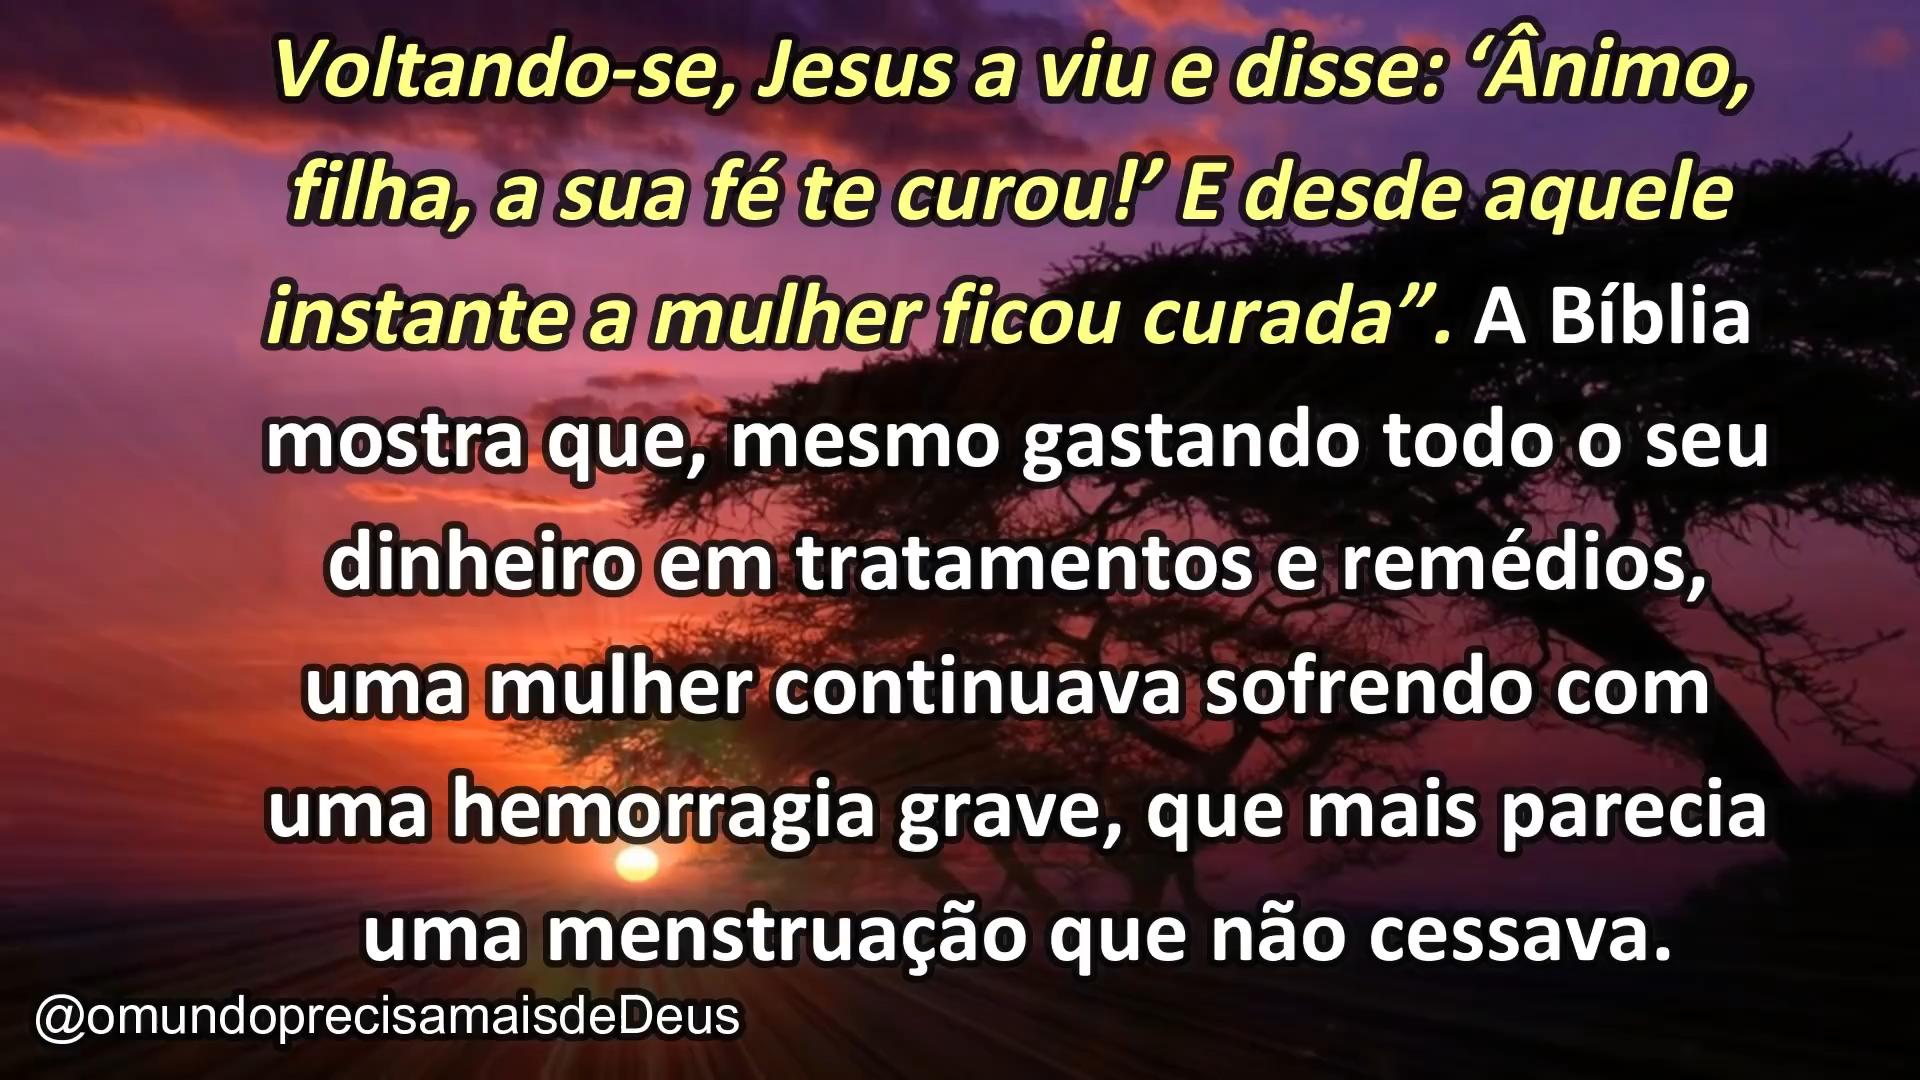 Voltando-se, Jesus a viu e disse: ‘Ânimo,
filha, a sua fé te curou!’ E desde aquele
instante a mulher ficou curada”. A Bíblia
mostra que, mesmo gastando todo o seu
dinheiro em tratamentos e remédios,
uma mulher continuava sofrendo com
uma hemorragia grave, que mais parecia
uma menstruação que não cessava.
@omundoprecisamaisdeDeus